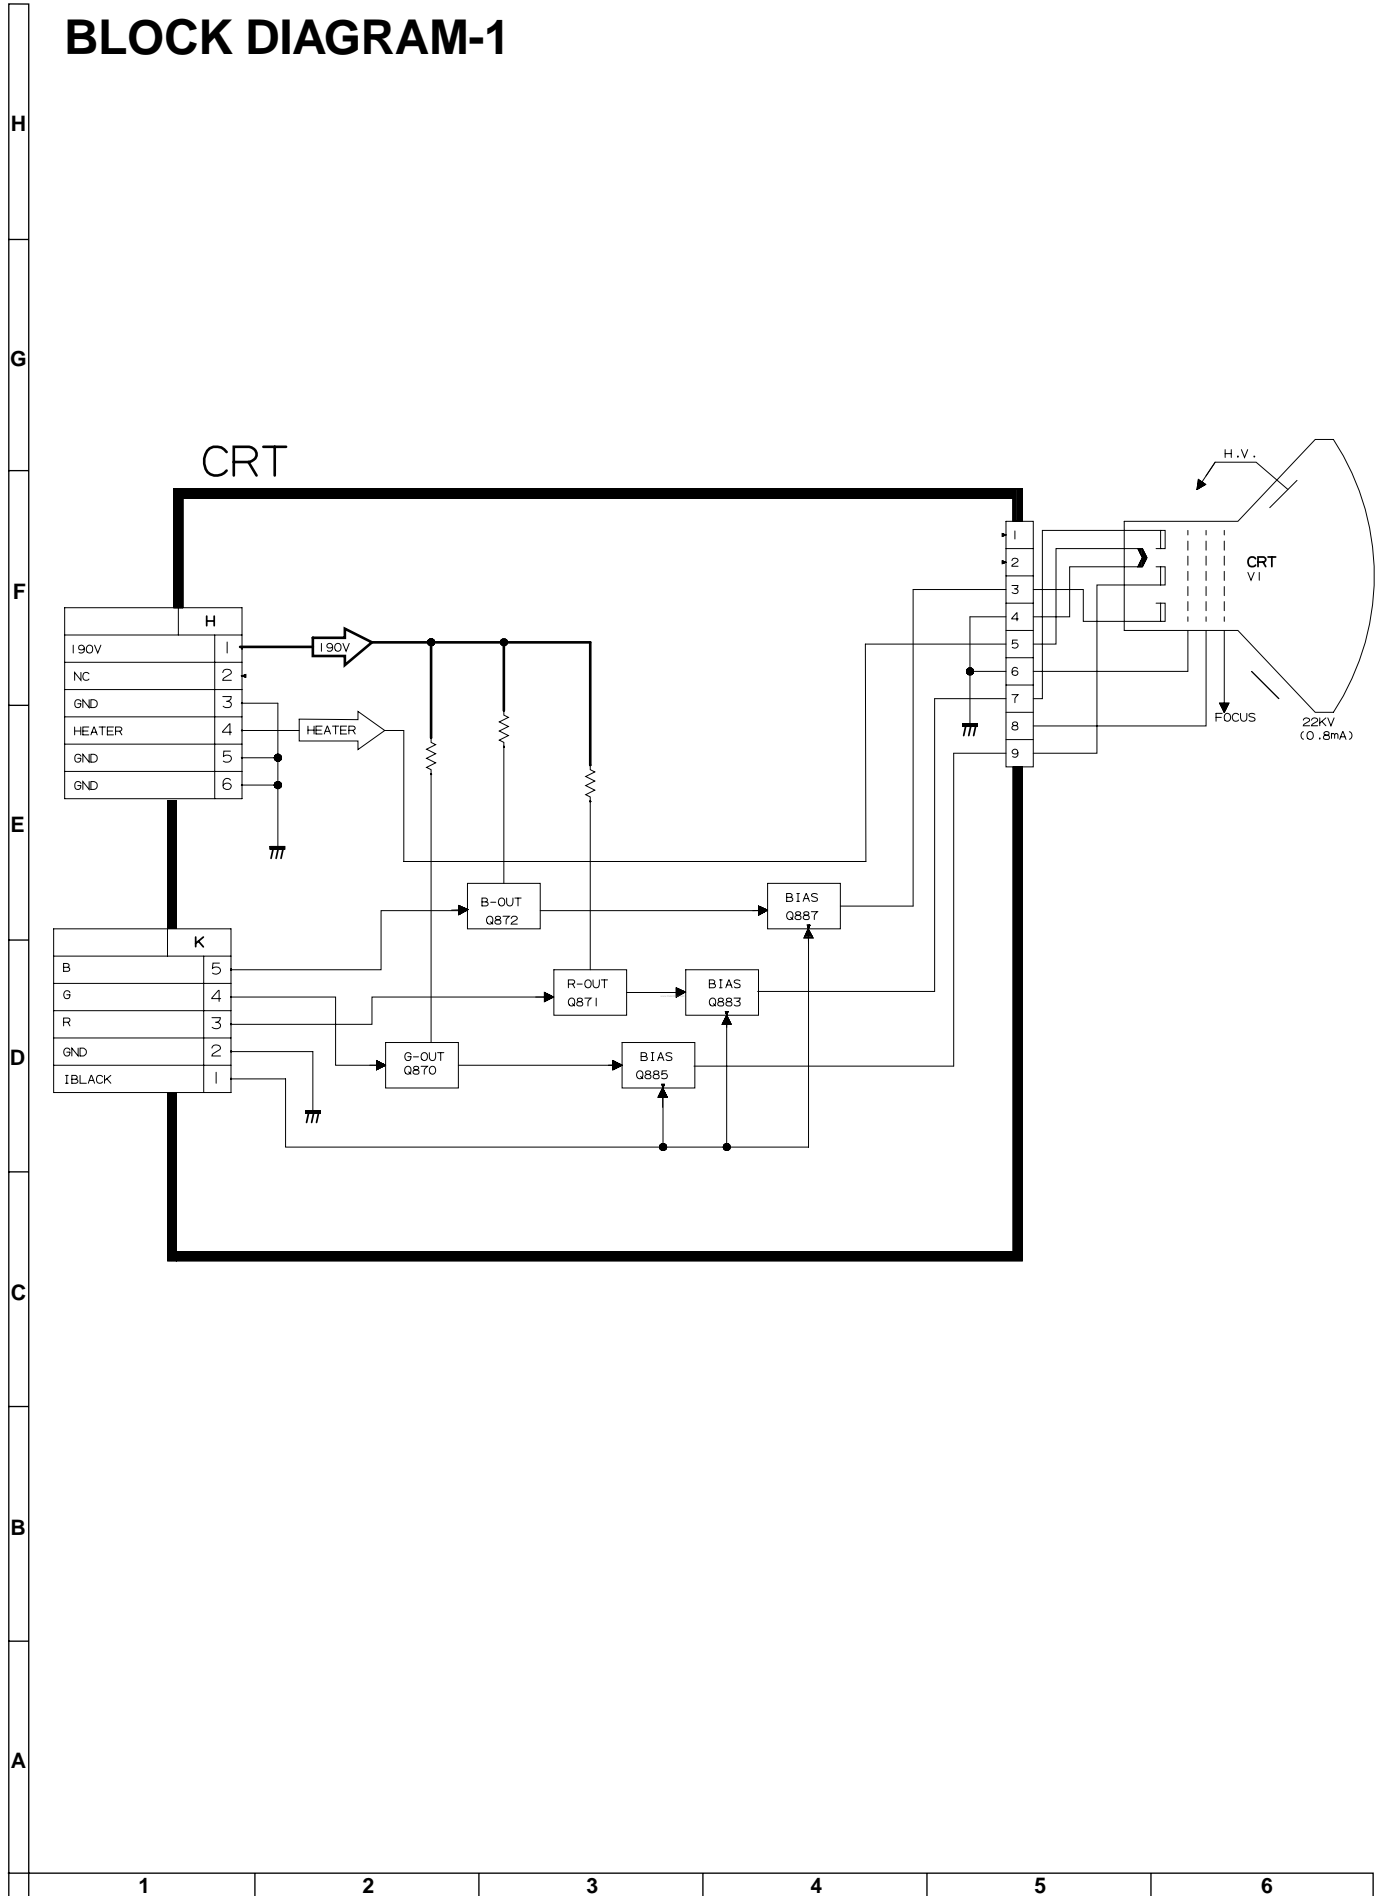 BLOCK DIAGRAM-1
H
G
F
E
D
C
B
A
CRT
H
190V 1
NC 2
GND 3
HEATER 4
GND 5
GND 6
190V
HEATER
K
B 5
G 4
R 3
GND 2
IBLACK 1
B-OUT
Q872
BIAS
Q887
R-OUT
Q871
BIAS
Q883
G-OUT
Q870
BIAS
Q885
1
2
3
4
5
6
7
8
9
H.V.
CRT
V1
FOCUS
22KV
(0.8mA)
1 2 3 4 5 6